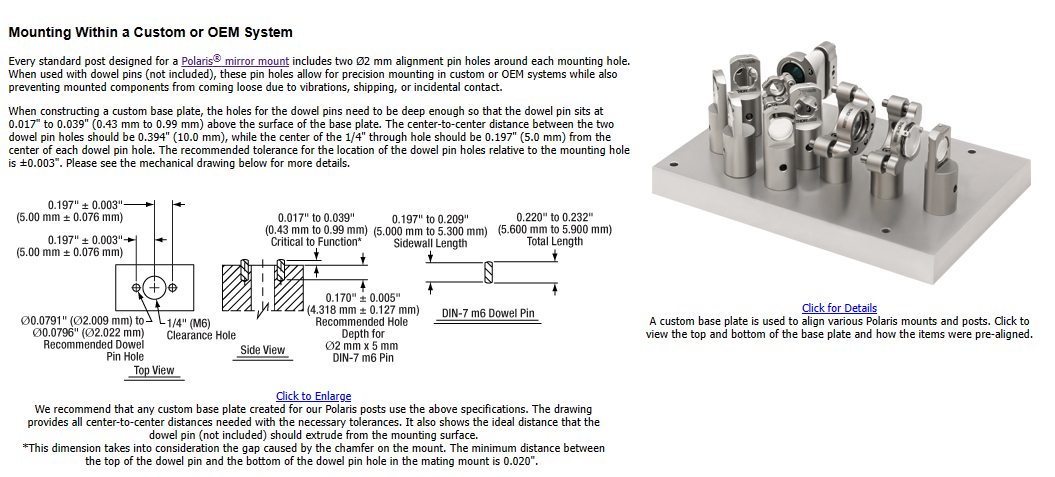 Mounting Within a Custom or OEM System
Every standard post designed for a Polaris® mirror mount includes two Ø2 mm alignment pin holes around each mounting hole.
When used with dowel pins (not included), these pin holes allow for precision mounting in custom or OEM systems while also
preventing mounted components from coming loose due to vibrations, shipping, or incidental contact.
When constructing a custom base plate, the holes for the dowel pins need to be deep enough so that the dowel pin sits at
0.017" to 0.039" (0.43 mm to 0.99 mm) above the surface of the base plate. The center-to-center distance between the two
dowel pin holes should be 0.394" (10.0 mm), while the center of the 1/4" through hole should be 0.197" (5.0 mm) from the
center of each dowel pin hole. The recommended tolerance for the location of the dowel pin holes relative to the mounting hole
is ±0.003". Please see the mechanical drawing below for more details.
0.197" ± 0.003"
(5.00 mm ± 0.076 mm)
0.197" ± 0.003"
(5.00 mm ± 0.076 mm)
Ø0.0791" (Ø2.009 mm) to
Ø0.0796" (Ø2.022 mm)
Recommended Dowel
Pin Hole
1/4" (M6)
Clearance Hole
Top View
0.017" to 0.039"
(0.43 mm to 0.99 mm)
Critical to Function*
0.170" ± 0.005"
(4.318 mm ± 0.127 mm)
Recommended Hole
Depth for
Ø2 mm x 5 mm
DIN-7 m6 Pin
Side View
0.197" to 0.209"
(5.000 mm to 5.300 mm)
Sidewall Length
0.220" to 0.232"
(5.600 mm to 5.900 mm)
Total Length
DIN-7 m6 Dowel Pin
Click to Enlarge
We recommend that any custom base plate created for our Polaris posts use the above specifications. The drawing
provides all center-to-center distances needed with the necessary tolerances. It also shows the ideal distance that the
dowel pin (not included) should extrude from the mounting surface.
*This dimension takes into consideration the gap caused by the chamfer on the mount. The minimum distance between
the top of the dowel pin and the bottom of the dowel pin hole in the mating mount is 0.020".
Click for Details
A custom base plate is used to align various Polaris mounts and posts. Click to
view the top and bottom of the base plate and how the items were pre-aligned.